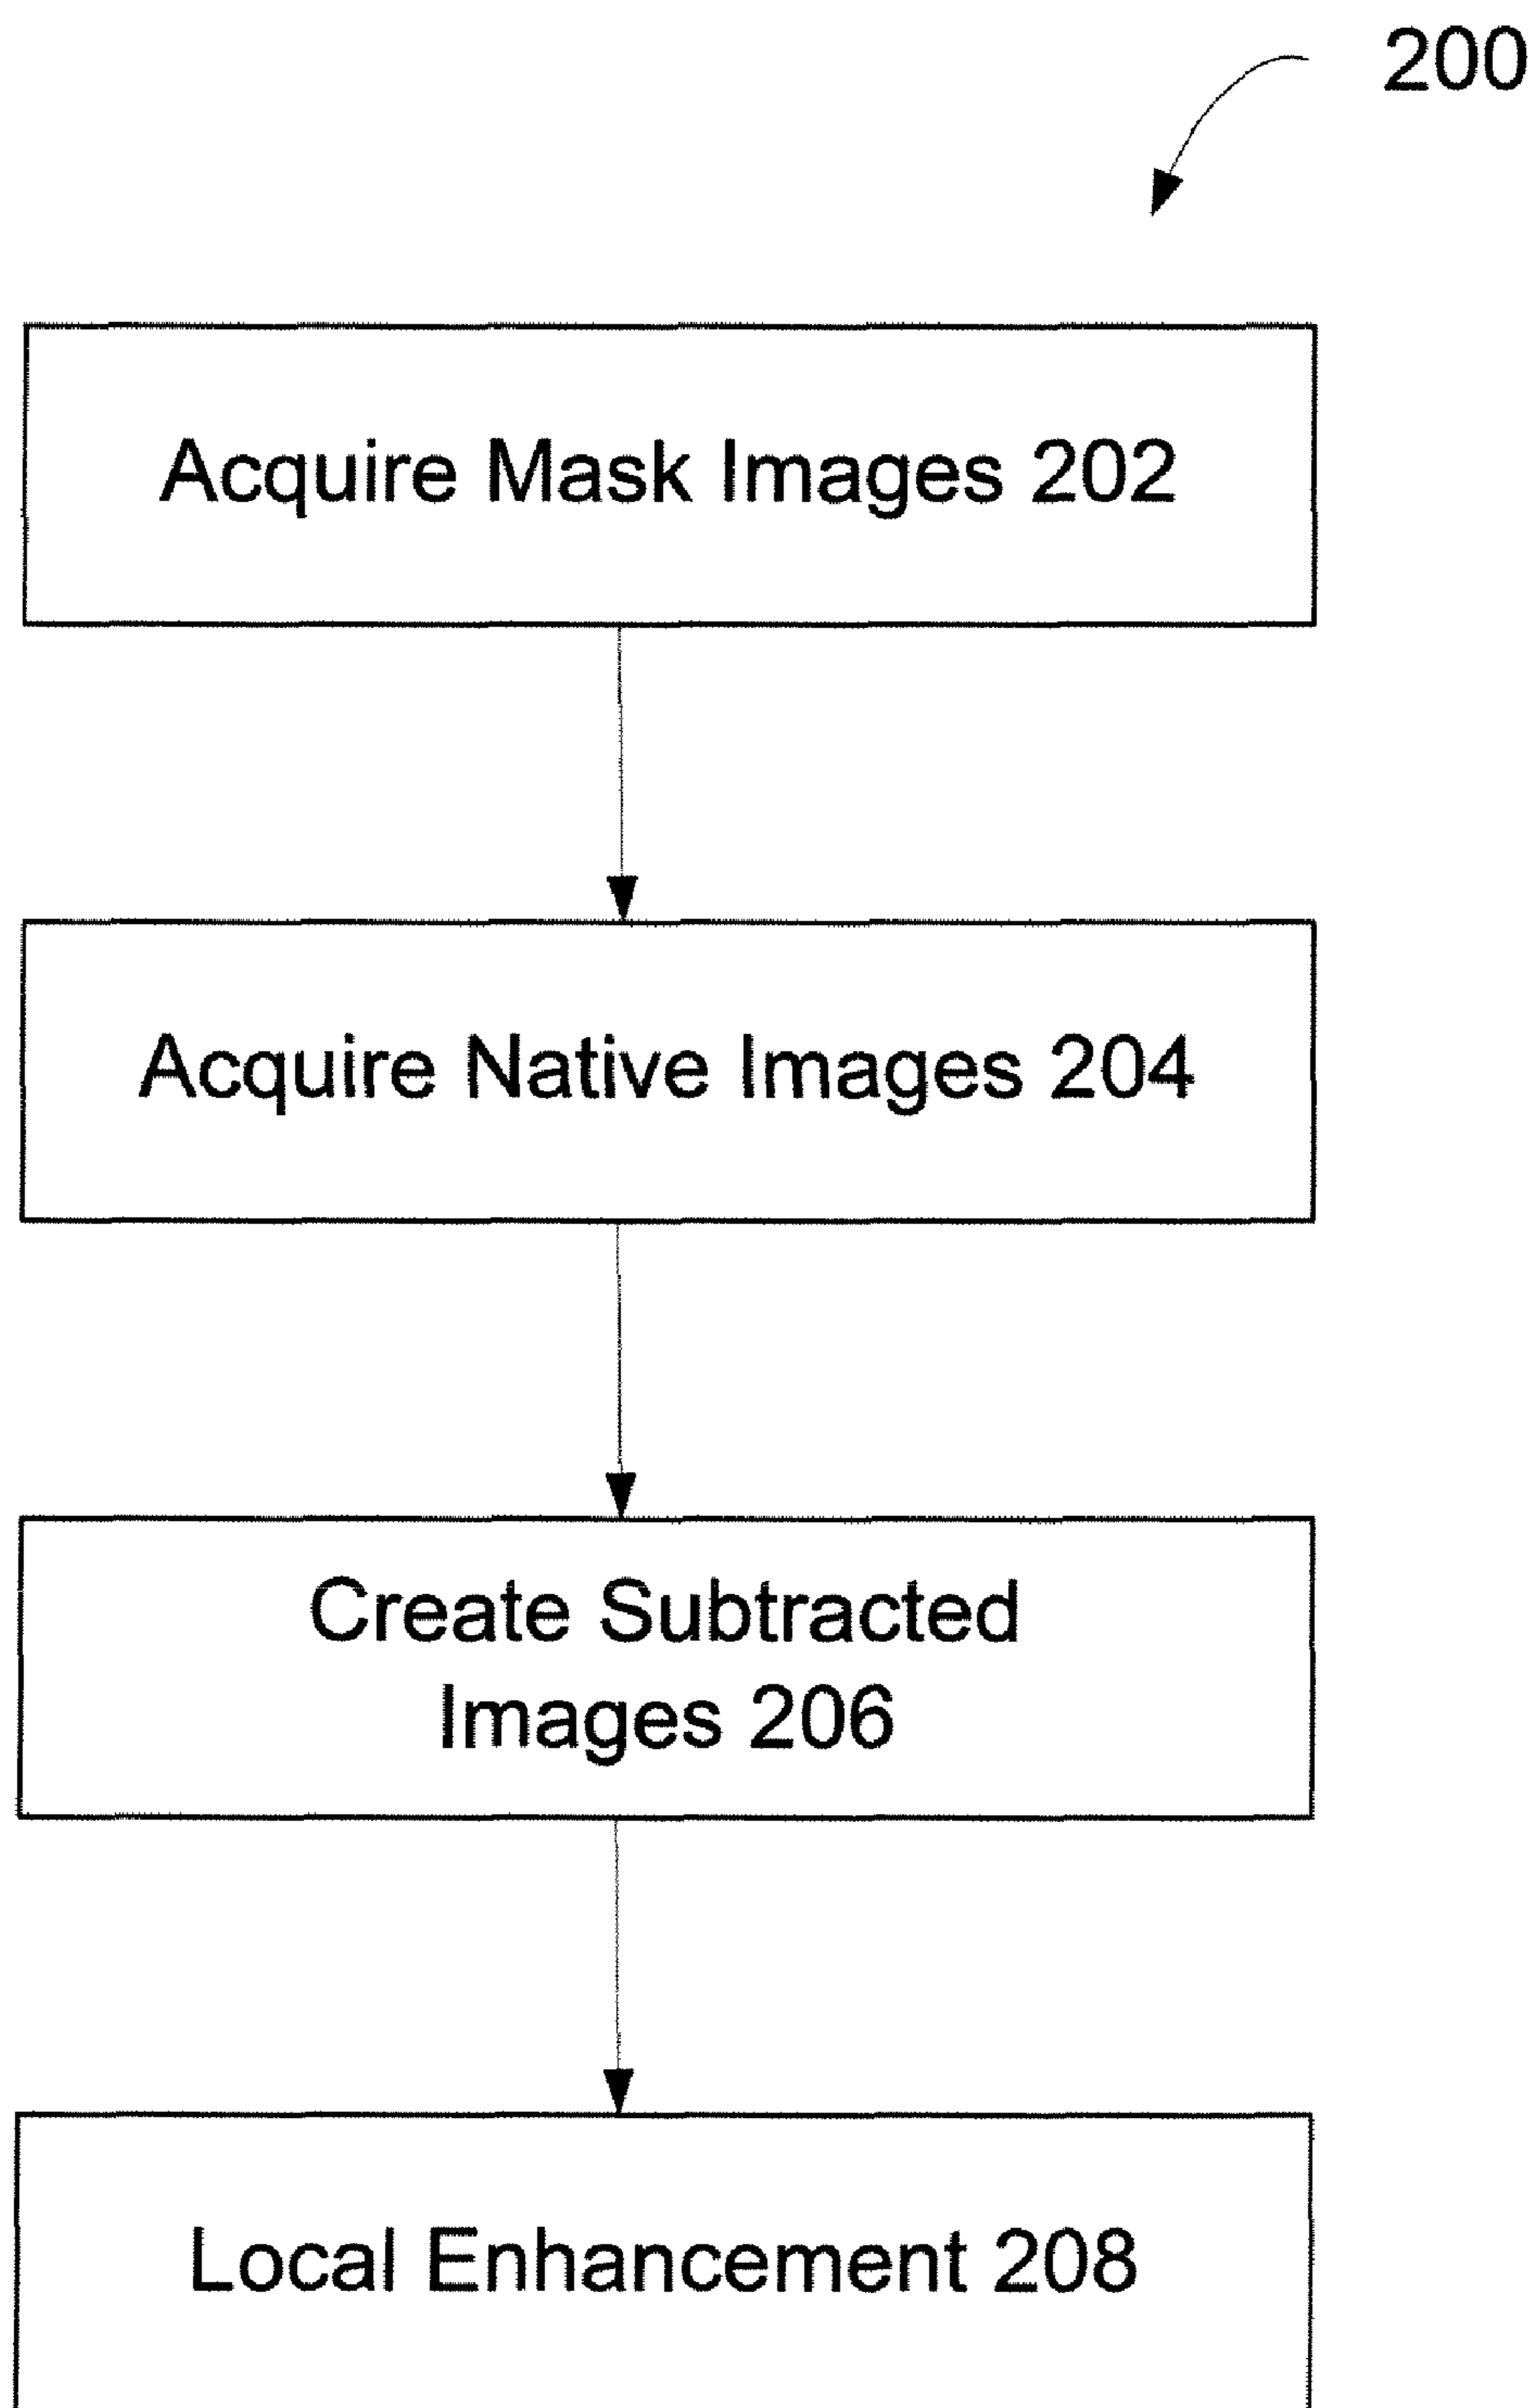 200
Acquire Mask Images 202
Acquire Native Images 204
Create Subtracted
Images 206
Local Enhancement 208